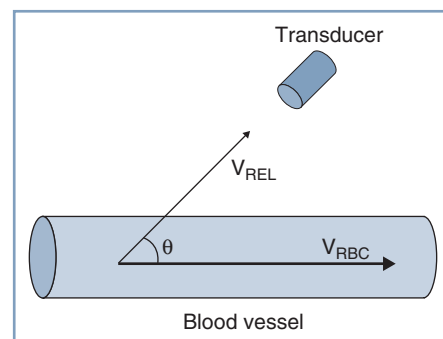 Transducer
V_REL
θ
V_RBC
Blood vessel